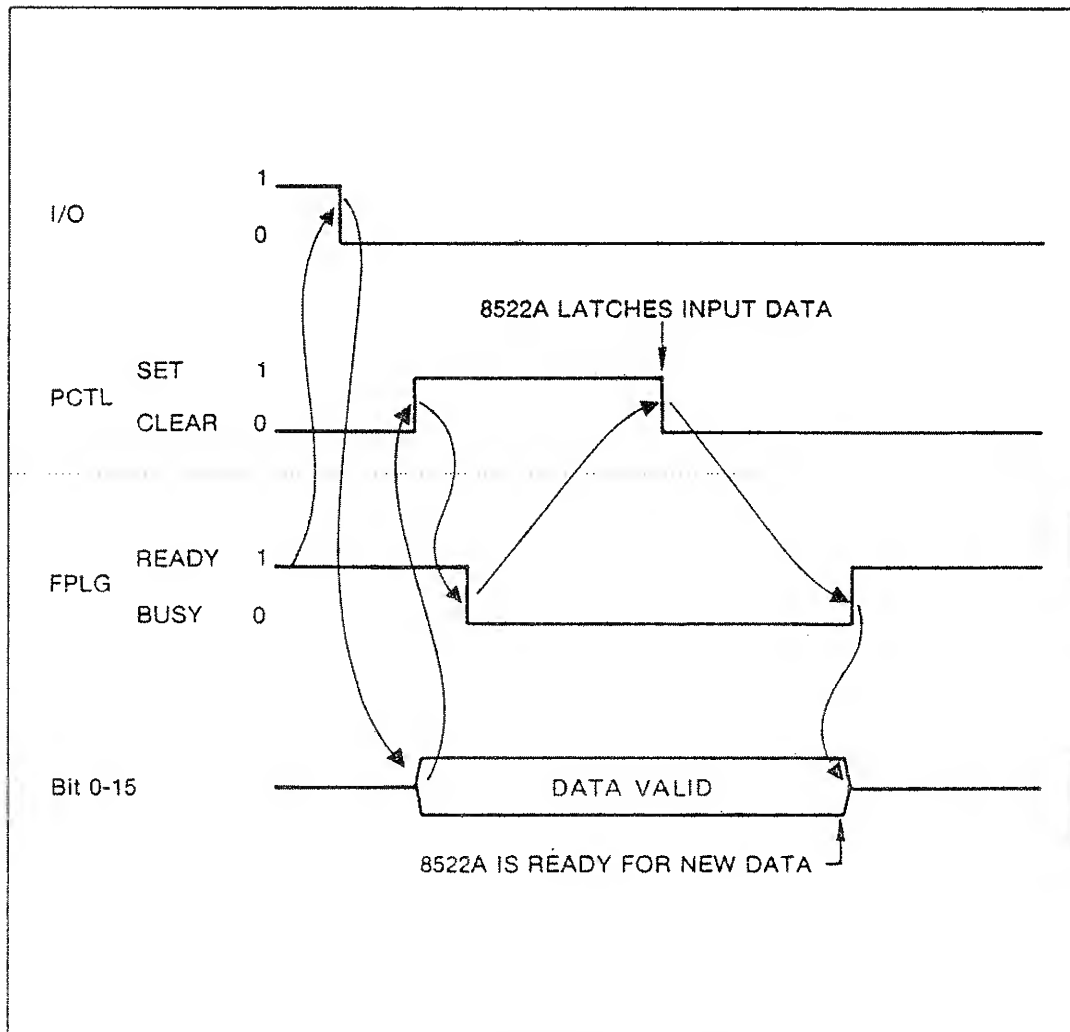 I/O
1
0
8522A LATCHES INPUT DATA
PCTL
SET 1
CLEAR 0
FPLG
READY 1
BUSY 0
Bit 0-15
DATA VALID
8522A IS READY FOR NEW DATA